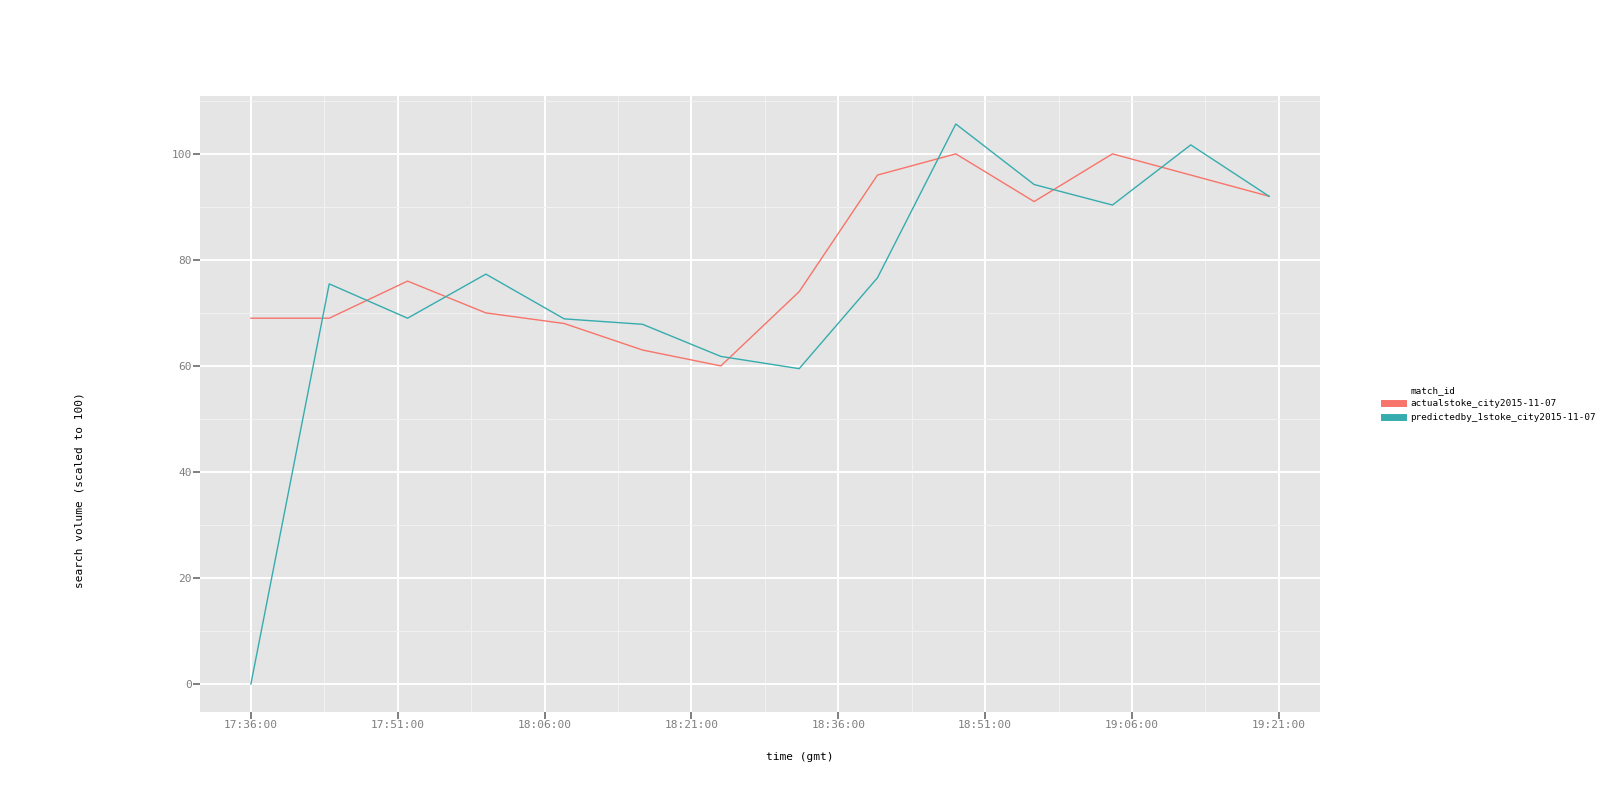 search volume (scaled to 100)
100
80
60
40
20
0
17:36:00 17:51:00 18:06:00 18:21:00 18:36:00 18:51:00 19:06:00 19:21:00
time (gmt)
match_id
actualstoke_city2015-11-07
predictedby_1stoke_city2015-11-07